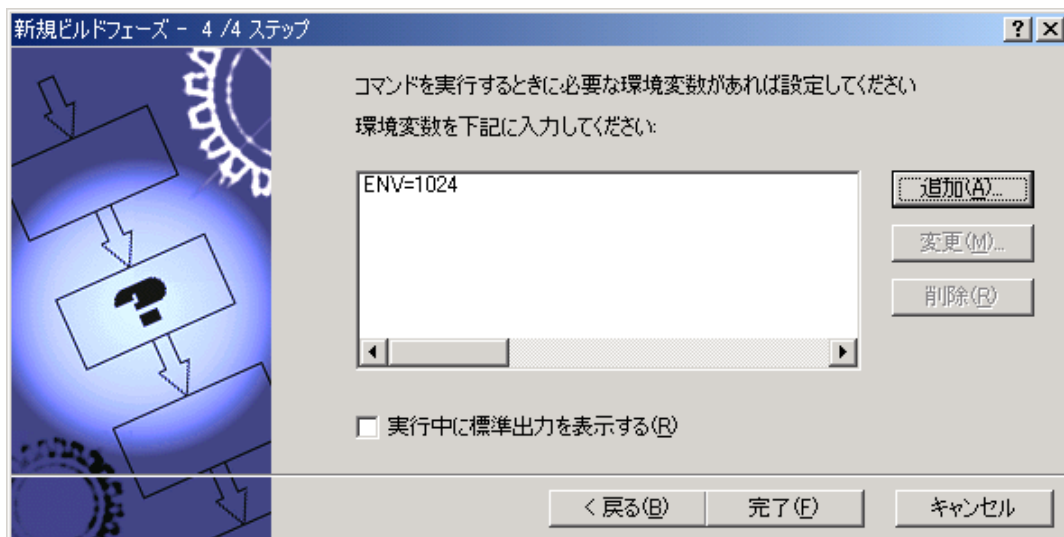 新規ビルドフェーズ - 4 /4 ステップ
コマンドを実行するときに必要な環境変数があれば設定してください
環境変数を下記に入力してください:
ENV=1024
追加(A)...
変更(M)...
削除(R)
実行中に標準出力を表示する(R)
< 戻る(B)
完了(F)
キャンセル